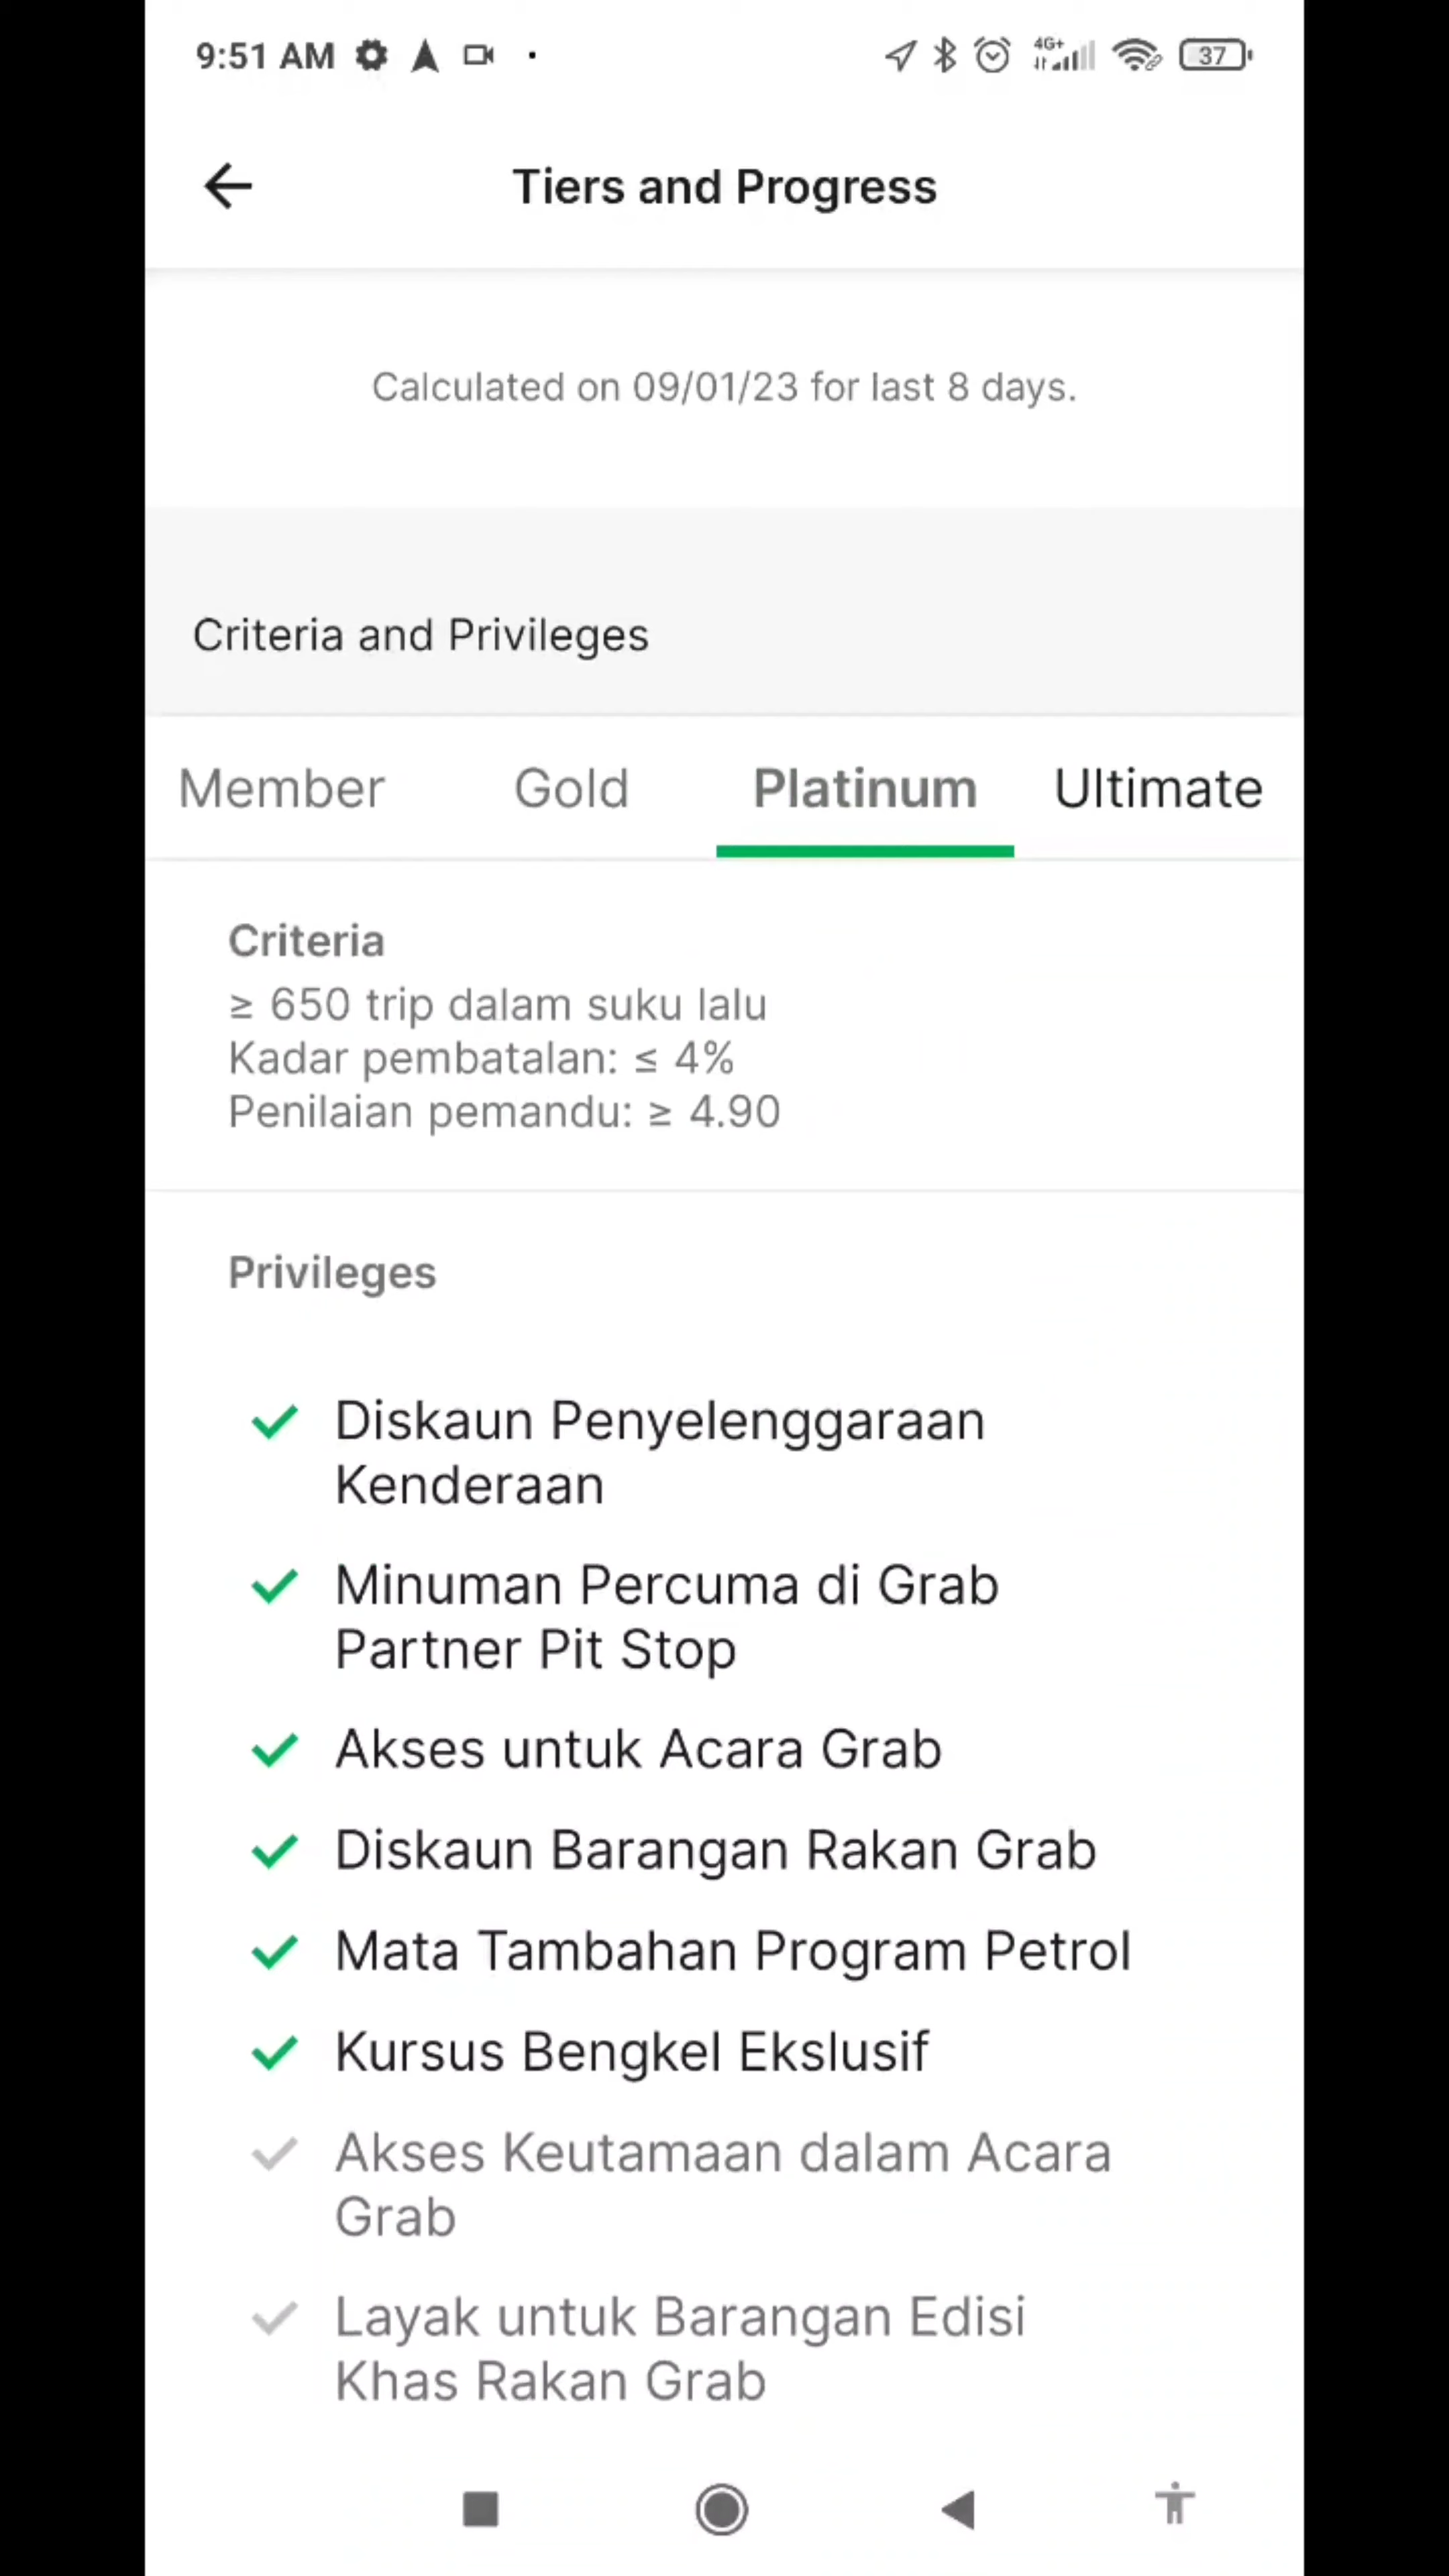 9:51 AM
4G+
37
Tiers and Progress
Calculated on 09/01/23 for last 8 days.
Criteria and Privileges
Member Gold Platinum Ultimate
Criteria
≥ 650 trip dalam suku lalu
Kadar pembatalan: ≤ 4%
Penilaian pemandu: ≥ 4.90
Privileges
Diskaun Penyelenggaraan
Kenderaan
Minuman Percuma di Grab
Partner Pit Stop
Akses untuk Acara Grab
Diskaun Barangan Rakan Grab
Mata Tambahan Program Petrol
Kursus Bengkel Ekslusif
Akses Keutamaan dalam Acara
Grab
Layak untuk Barangan Edisi
Khas Rakan Grab